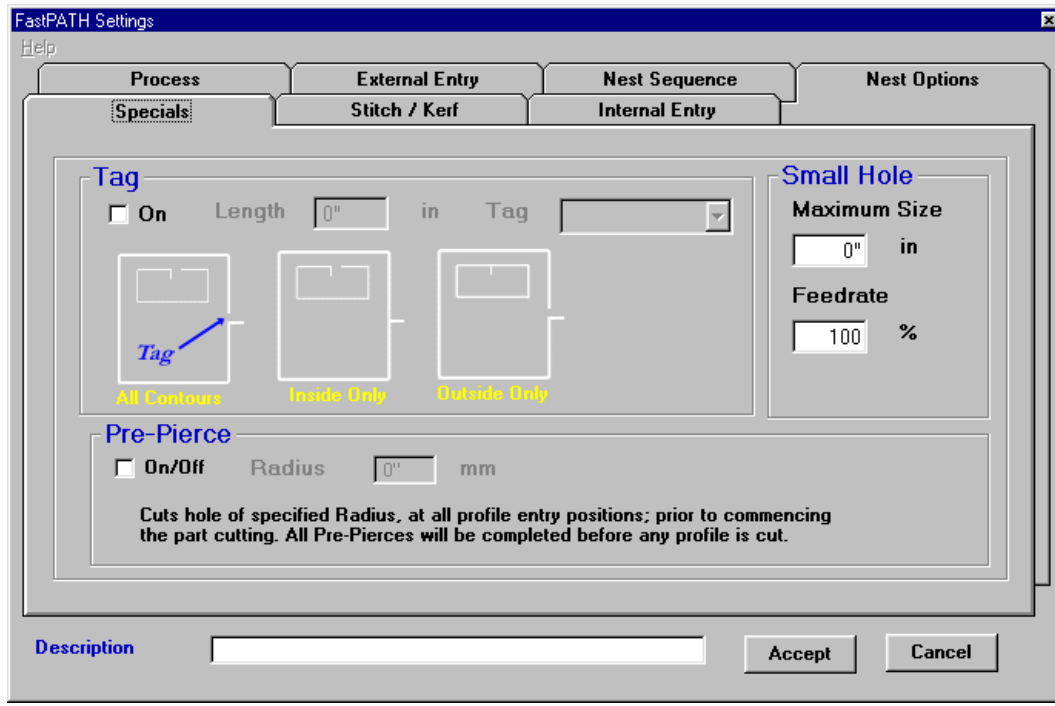 FastPATH Settings
Help
Process External Entry Nest Sequence Nest Options
Specials Stitch / Kerf Internal Entry
Tag
On Length 0" in Tag
Tag
All Contours Inside Only Outside Only
Small Hole
Maximum Size
0" in
Feedrate
100 %
Pre-Pierce
On/Off Radius 0" mm
Cuts hole of specified Radius, at all profile entry positions; prior to commencing
the part cutting. All Pre-Pierces will be completed before any profile is cut.
Description Accept Cancel